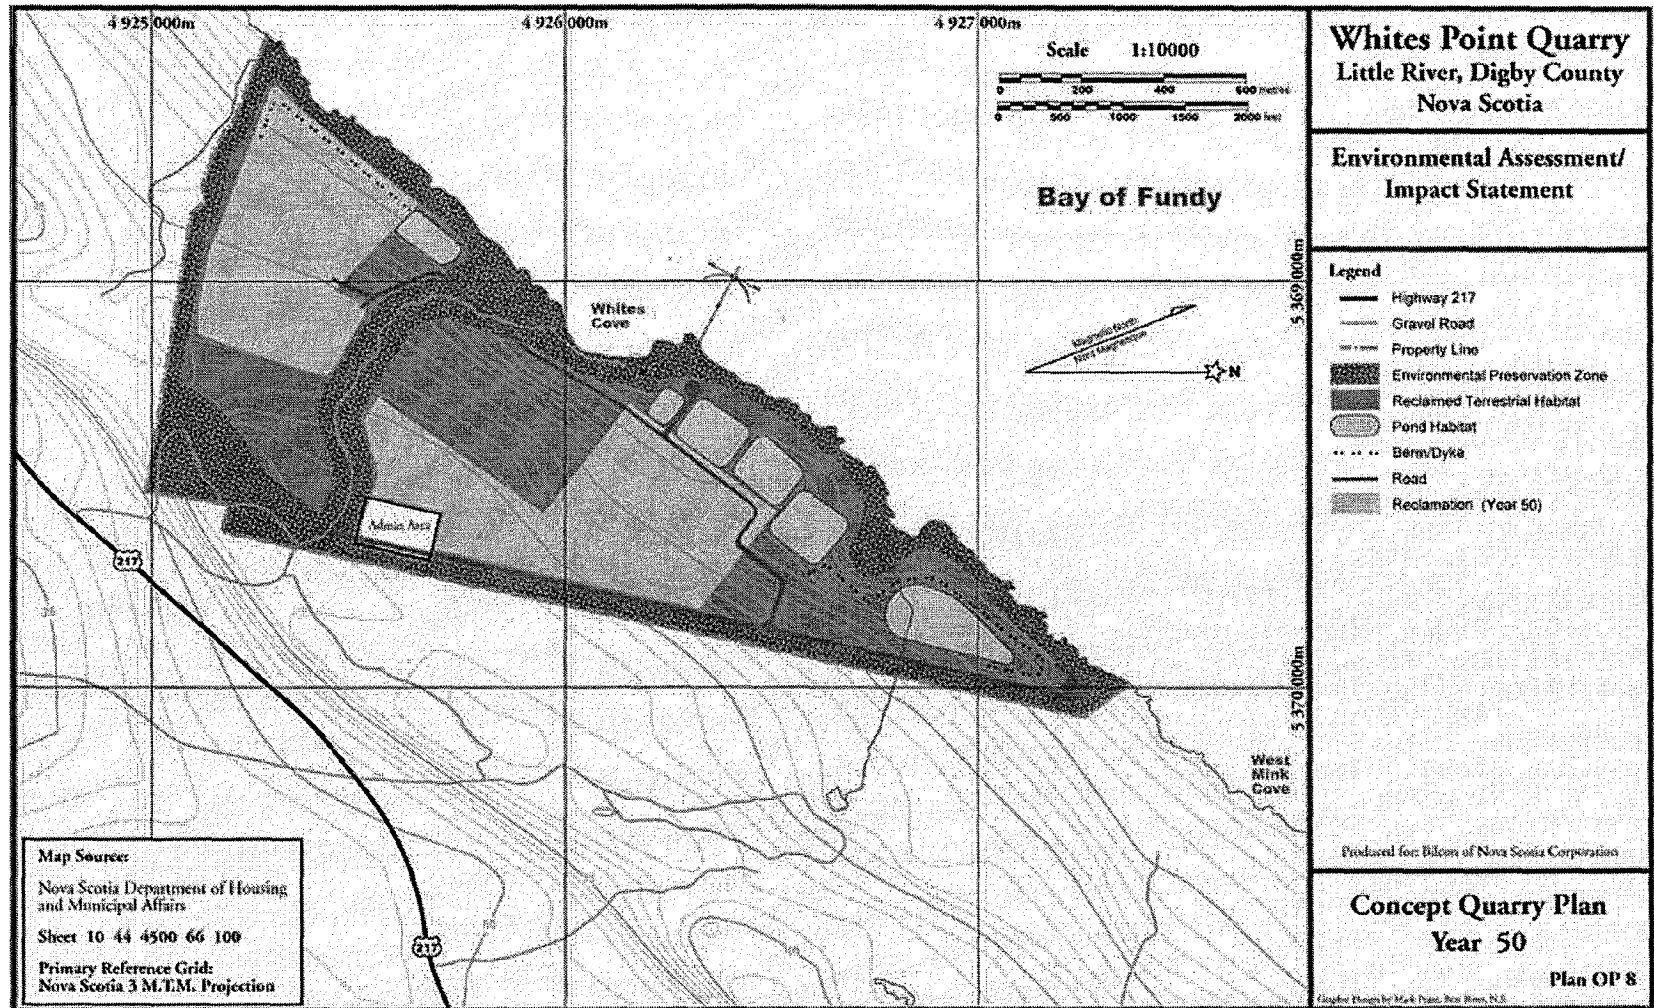 4 925 000m
4 926 000m
4 927 000m
Scale 1:10000
0 200 400 600 metres
0 500 1000 1500 2000 feet
Bay of Fundy
5 369 000m
Whites
Cove
Magnetic North
Nord Magnetique
N
Admin Area
217
5 370 000m
West
Mink
Cove
217
Map Source:
Nova Scotia Department of Housing
and Municipal Affairs
Sheet 10 44 4500 66 100
Primary Reference Grid:
Nova Scotia 3 M.T.M. Projection
Whites Point Quarry
Little River, Digby County
Nova Scotia
Environmental Assessment/
Impact Statement
Legend
Highway 217
Gravel Road
Property Line
Environmental Preservation Zone
Reclaimed Terrestrial Habitat
Pond Habitat
Berm/Dyke
Road
Reclamation (Year 50)
Produced for: Bilcon of Nova Scotia Corporation
Concept Quarry Plan
Year 50
Plan OP 8